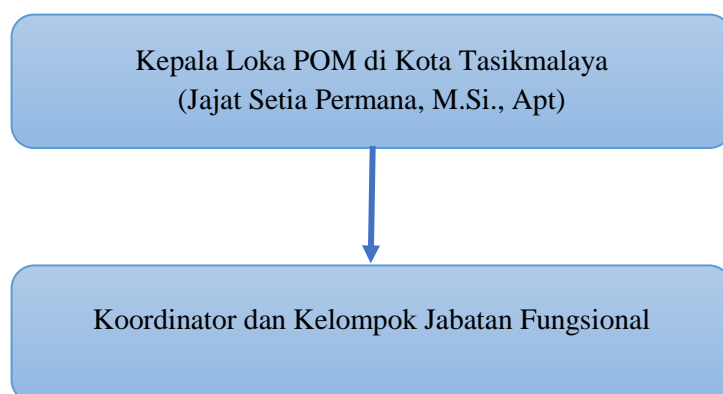 Kepala Loka POM di Kota Tasikmalaya
(Jajat Setia Permana, M.Si., Apt)
Koordinator dan Kelompok Jabatan Fungsional